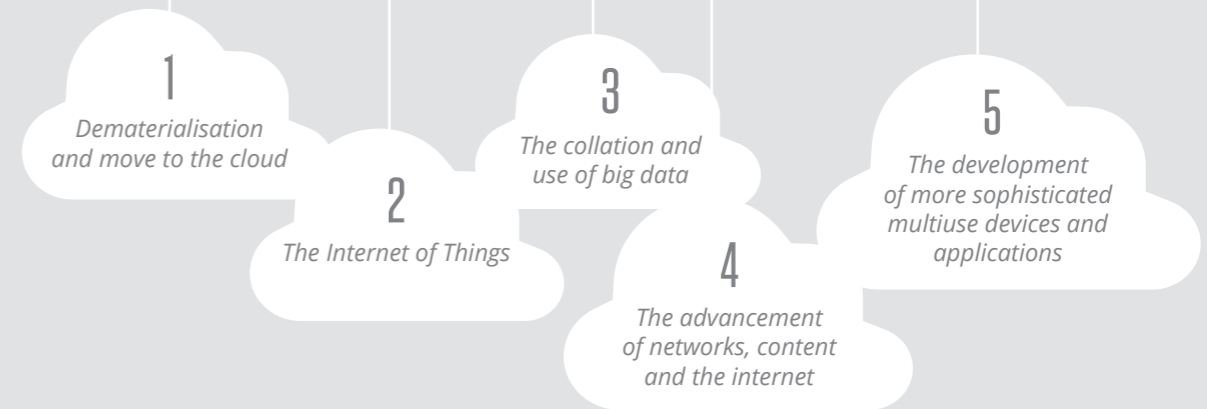 1
Dematerialisation
and move to the cloud
2
The Internet of Things
3
The collation and
use of big data
4
The advancement
of networks, content
and the internet
5
The development
of more sophisticated
multiuse devices and
applications